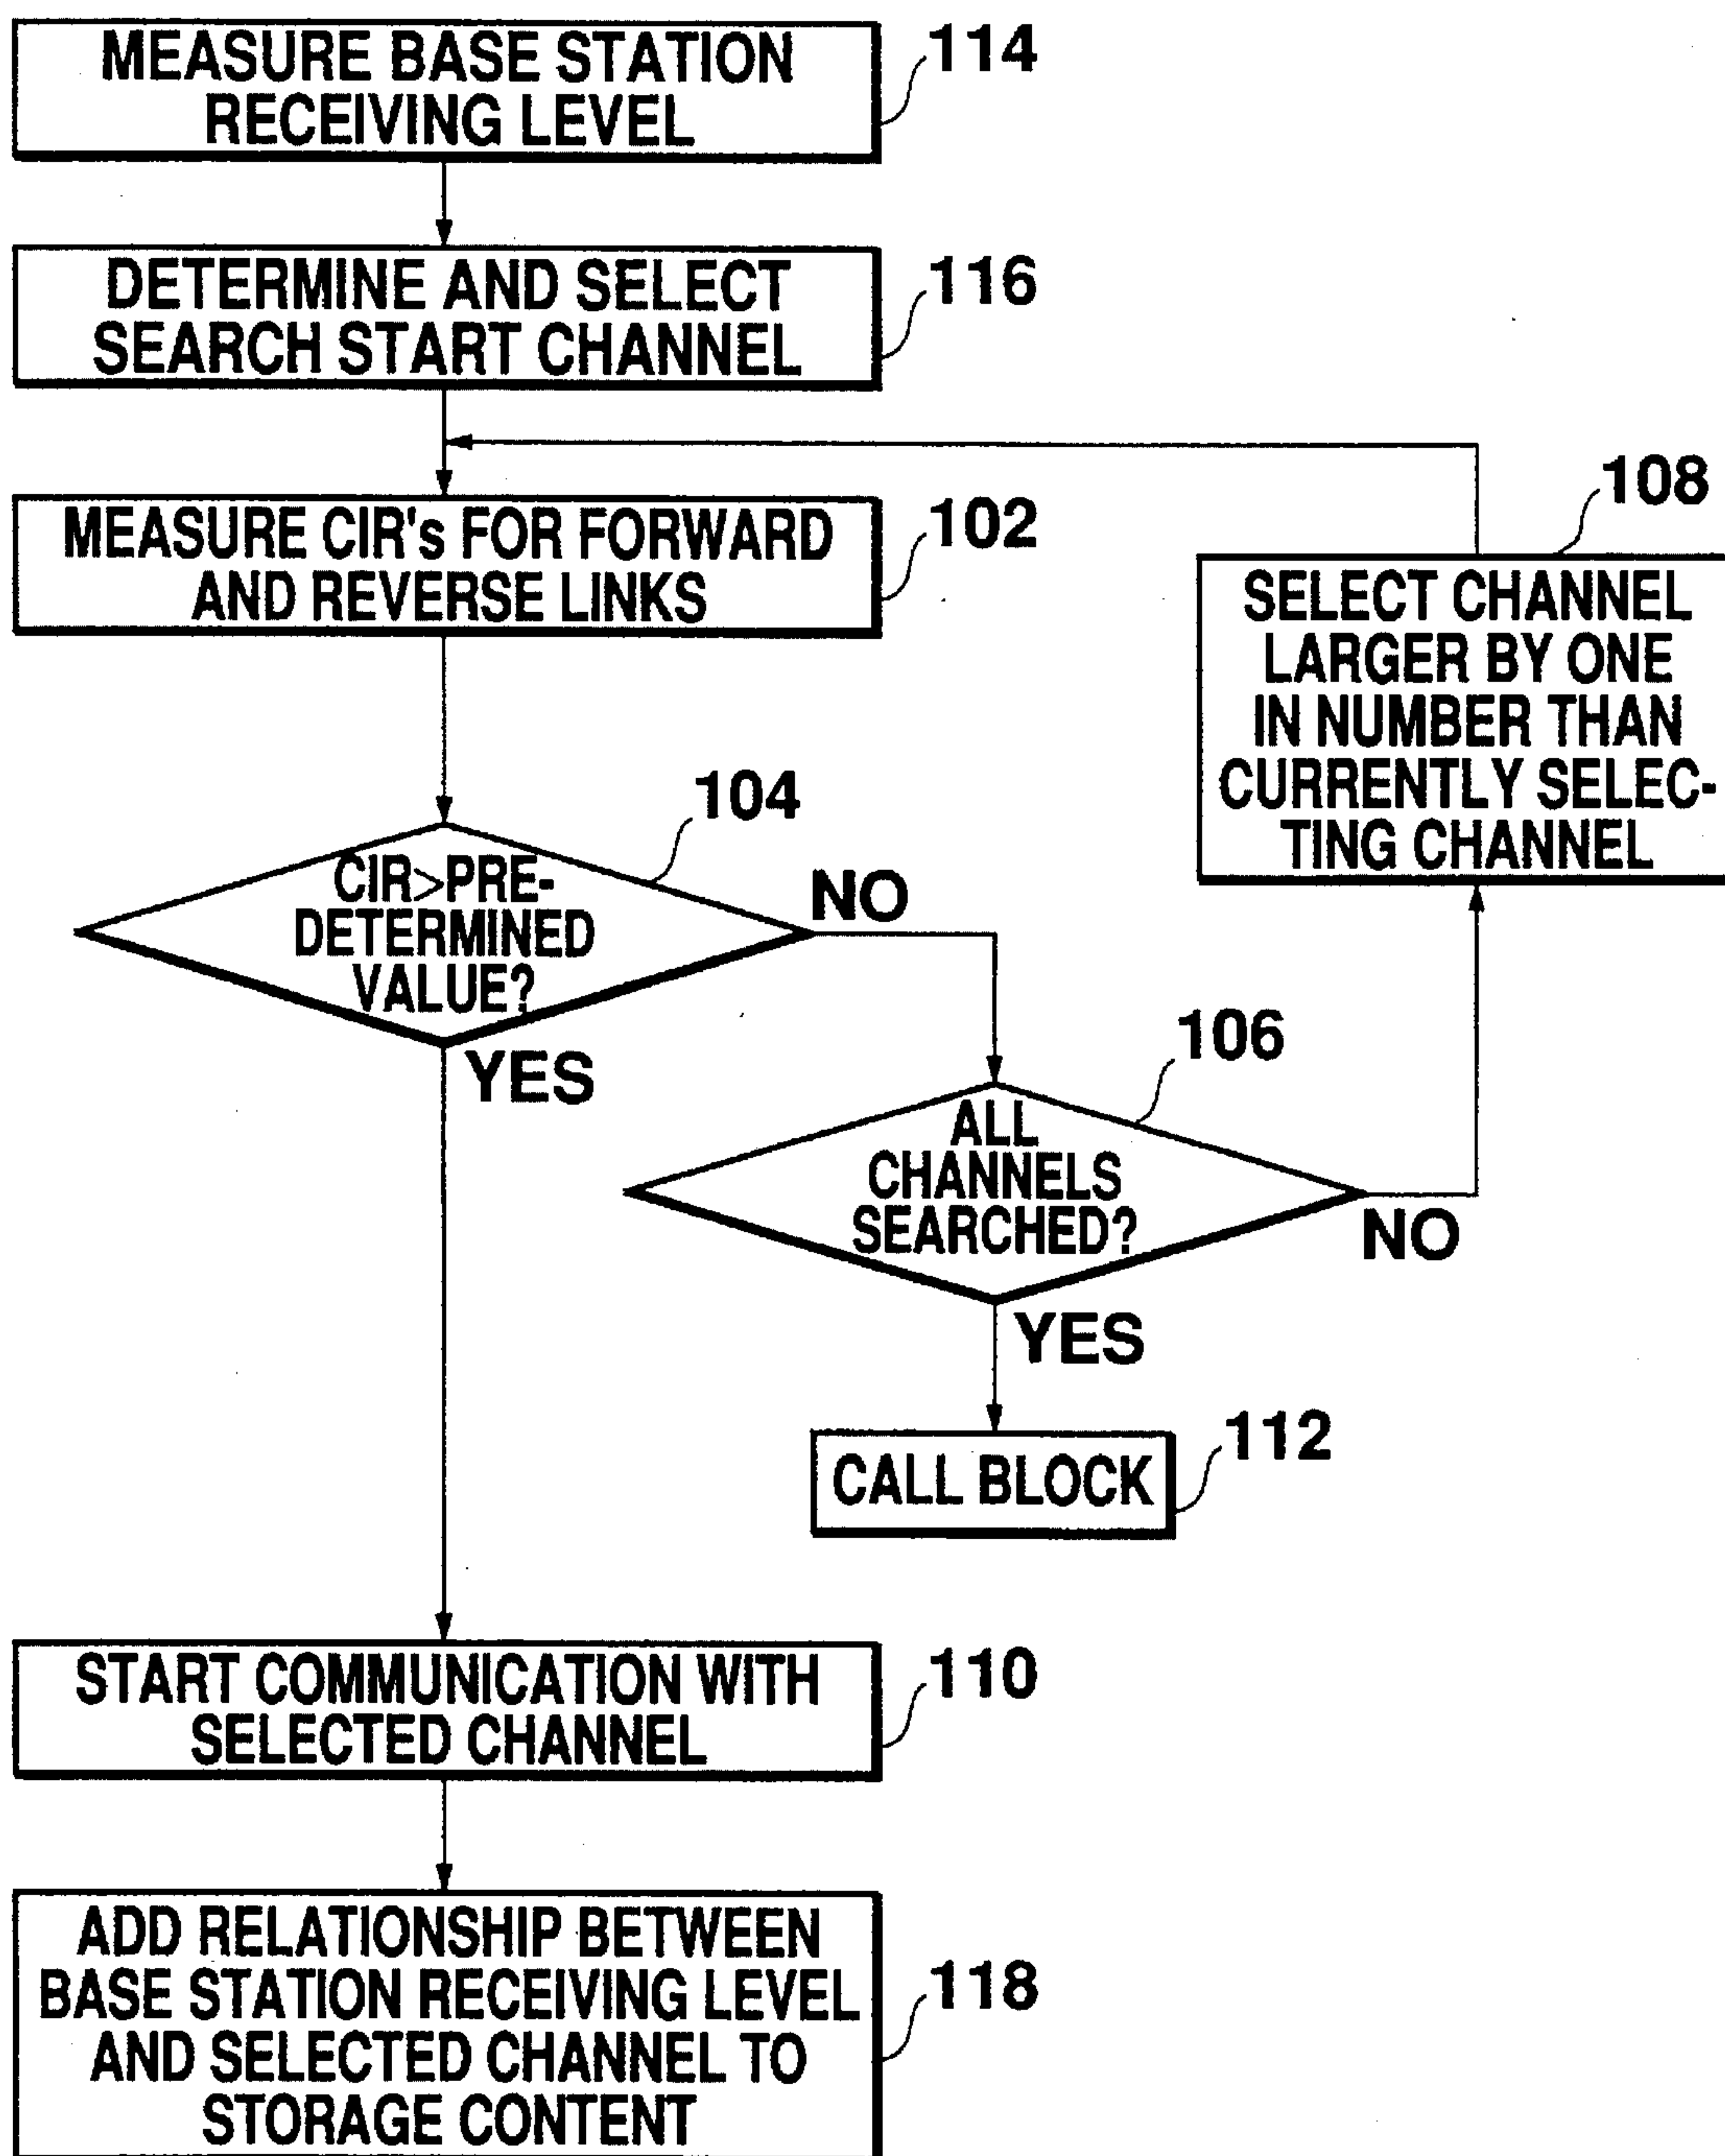 MEASURE BASE STATION
RECEIVING LEVEL
114
DETERMINE AND SELECT
SEARCH START CHANNEL
116
MEASURE CIR's FOR FORWARD
AND REVERSE LINKS
102
108
SELECT CHANNEL
LARGER BY ONE
IN NUMBER THAN
CURRENTLY SELEC-
TING CHANNEL
104
CIR>PRE-
DETERMINED
VALUE?
NO
YES
106
ALL
CHANNELS
SEARCHED?
NO
YES
CALL BLOCK
112
START COMMUNICATION WITH
SELECTED CHANNEL
110
ADD RELATIONSHIP BETWEEN
BASE STATION RECEIVING LEVEL
AND SELECTED CHANNEL TO
STORAGE CONTENT
118